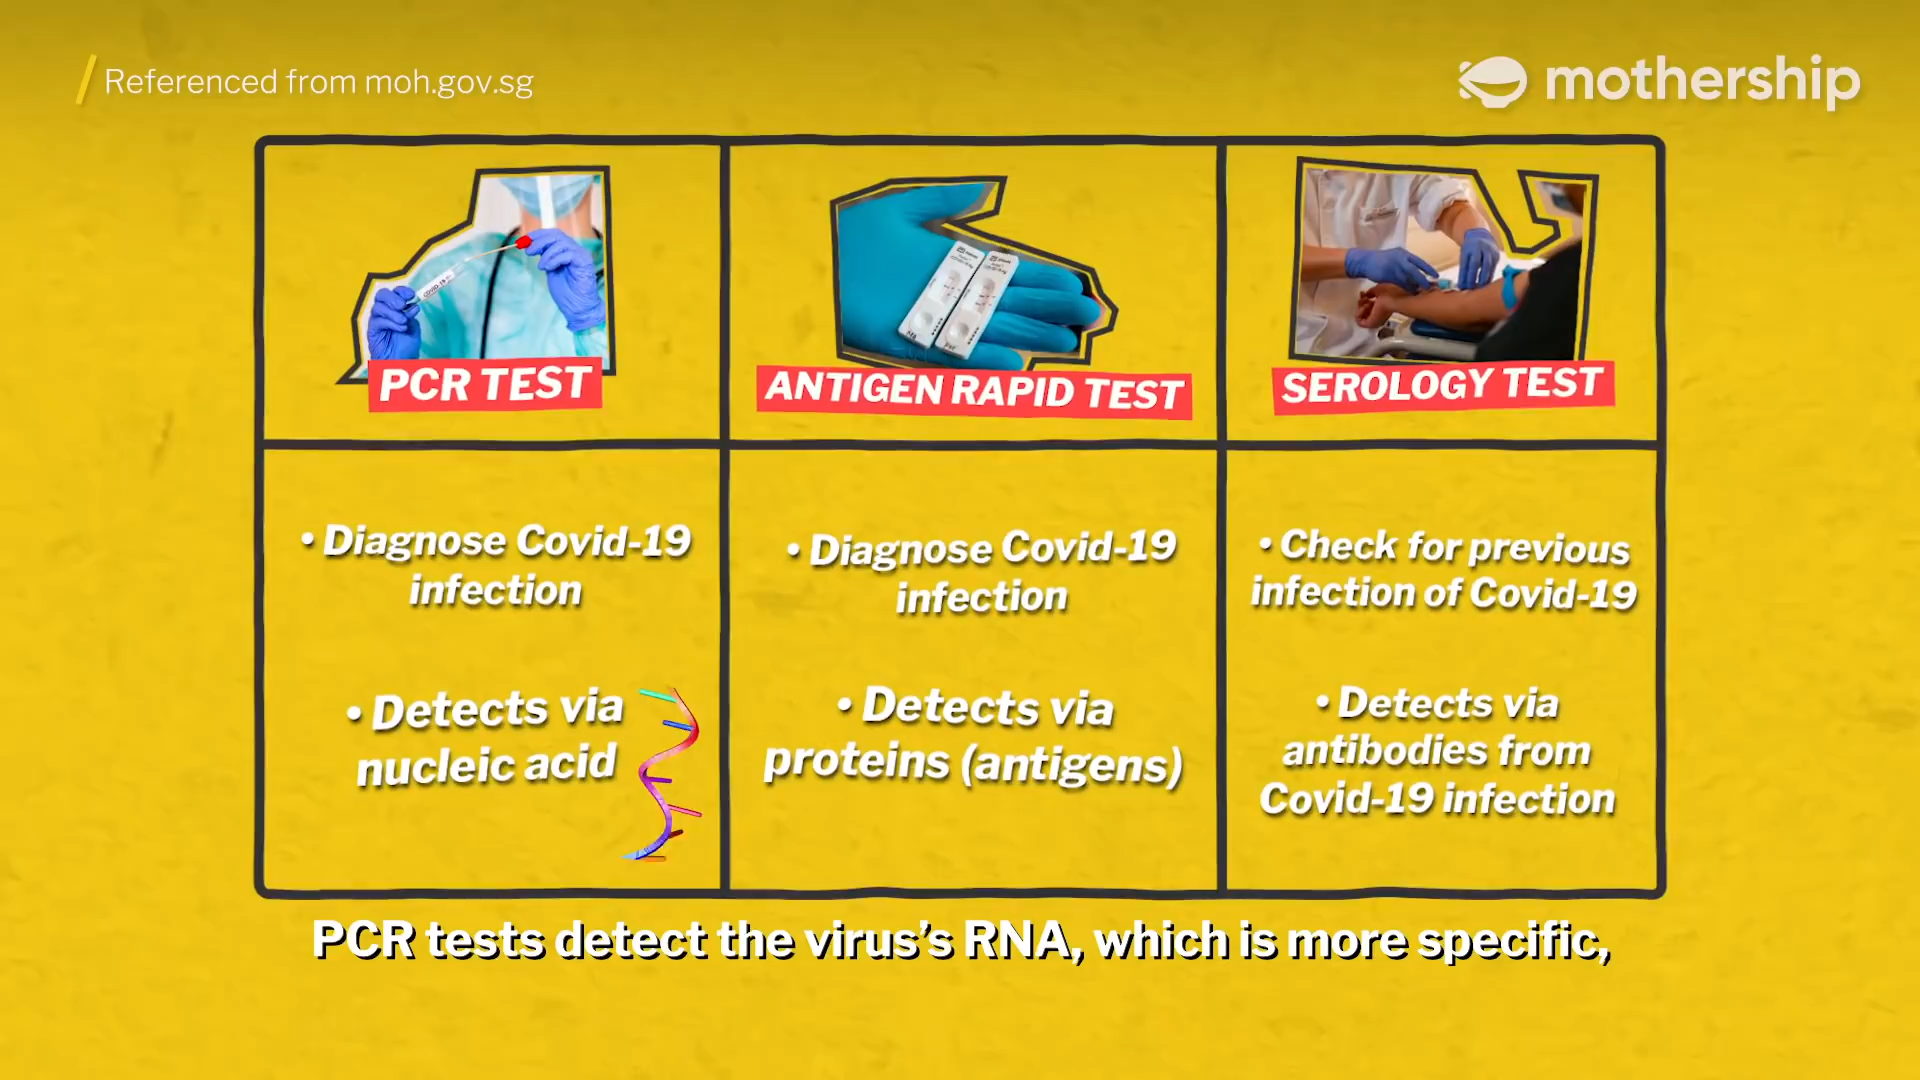 Referenced from moh.gov.sg
mothership
COVID-19
PCR TEST
ANTIGEN RAPID TEST
SEROLOGY TEST
• Diagnose Covid-19
infection
• Detects via
nucleic acid
• Diagnose Covid-19
infection
• Detects via
proteins (antigens)
• Check for previous
infection of Covid-19
• Detects via
antibodies from
Covid-19 infection
PCR tests detect the virus’s RNA, which is more specific,